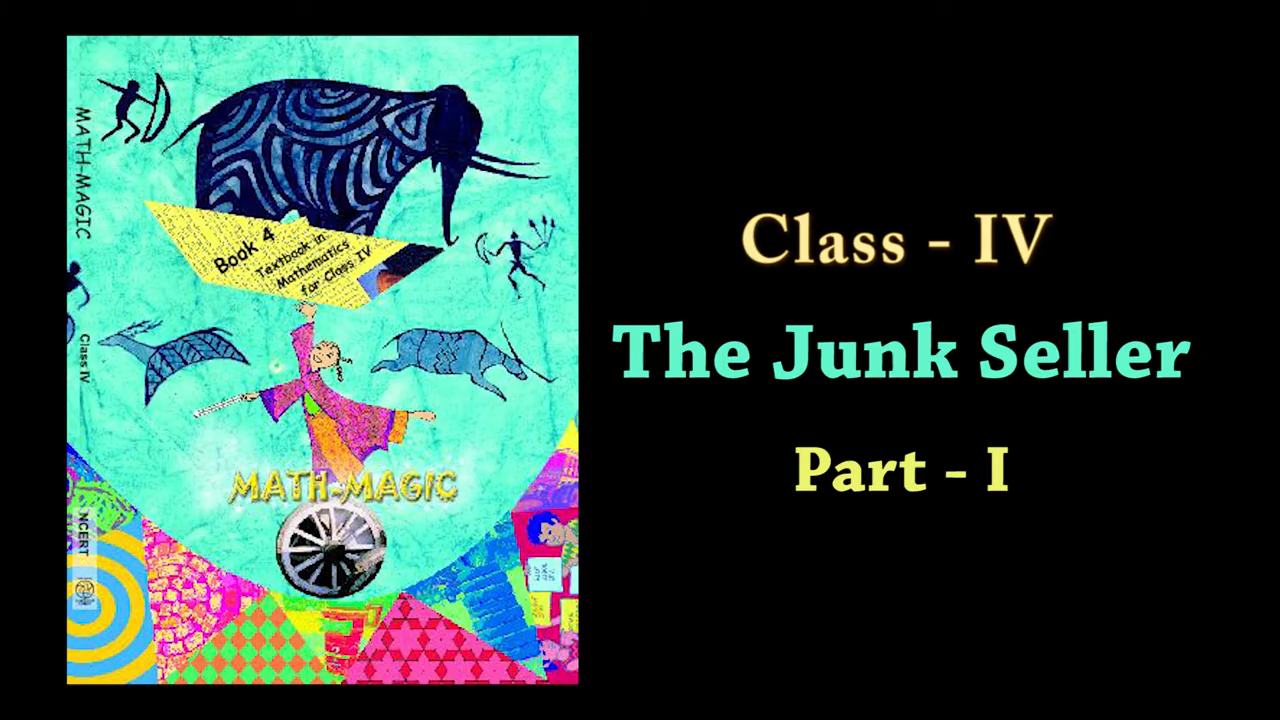 MATH-MAGIC
Class IV
NCERT
Book 4
Textbook in
Mathematics
for Class IV
MATH-MAGIC
Class - IV
The Junk Seller
Part - I